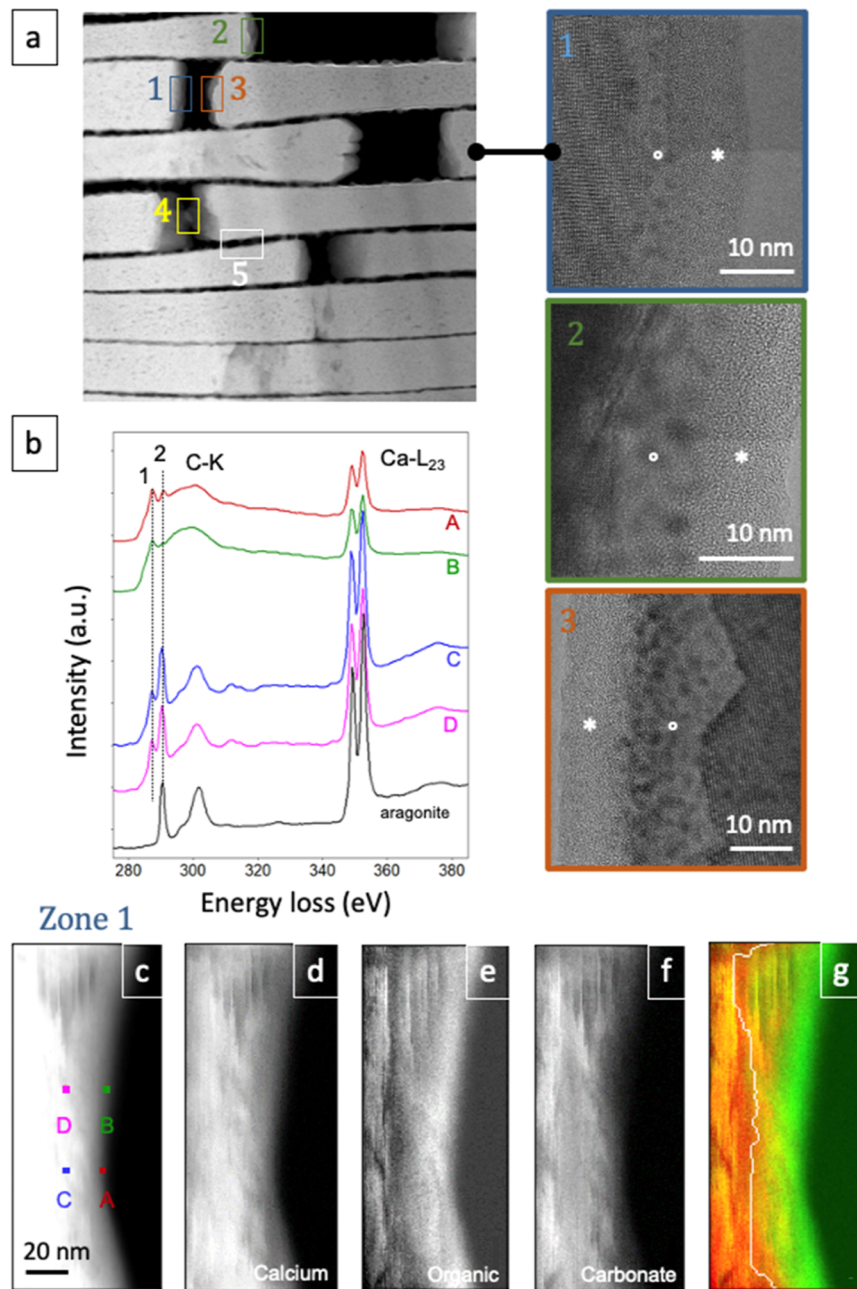 a
2
1
3
4
5
1
10 nm
2
10 nm
3
10 nm
b
1
2
C-K
Ca-L23
A
B
C
D
aragonite
Intensity (a.u.)
280 300 320 340 360 380
Energy loss (eV)
Zone 1
c
D
B
C
A
20 nm
d
Calcium
e
Organic
f
Carbonate
g